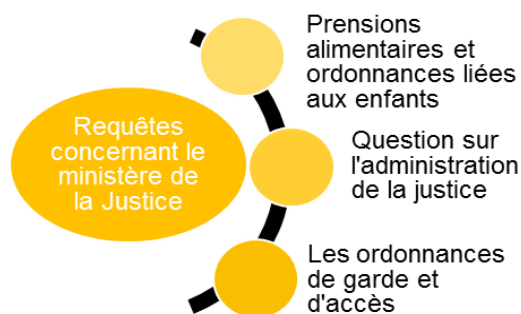 Requêtes
concernant le
ministère de
la Justice
Prensions
alimentaires et
ordonnances liées
aux enfants
Question sur
l'administration
de la justice
Les ordonnances
de garde et
d'accès